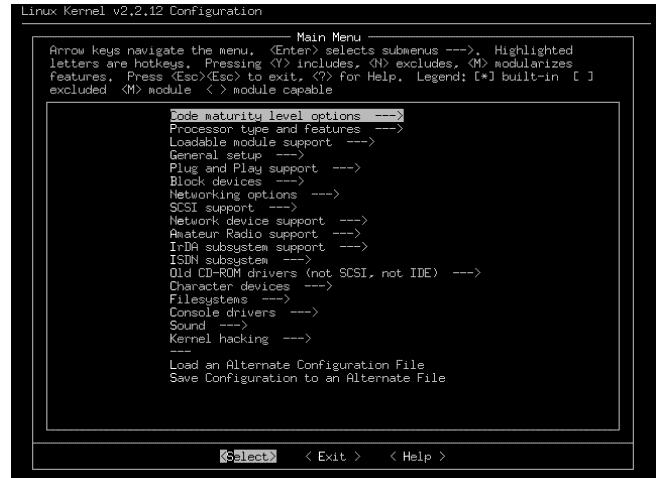 Linux Kernel v2.2.12 Configuration
Main Menu
Arrow keys navigate the menu. <Enter> selects submenus --->. Highlighted
letters are hotkeys. Pressing <Y> includes, <N> excludes, <M> modularizes
features. Press <Esc><Esc> to exit, <?> for Help. Legend: [*] built-in [ ]
excluded <M> module < > module capable
Code maturity level options --->
Processor type and features --->
Loadable module support --->
General setup --->
Plug and Play support --->
Block devices --->
Networking options --->
SCSI support --->
Network device support --->
Amateur Radio support --->
IrDA subsystem support --->
ISDN subsystem --->
Old CD-ROM drivers (not SCSI, not IDE) --->
Character devices --->
Filesystems --->
Console drivers --->
Sound --->
Kernel hacking --->
---
Load an Alternate Configuration File
Save Configuration to an Alternate File
<Select> < Exit > < Help >